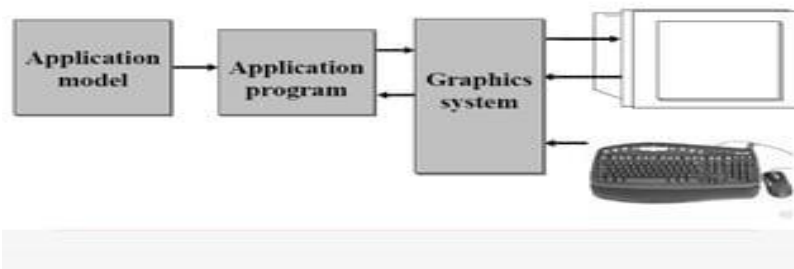 Application
model
Application
program
Graphics
system